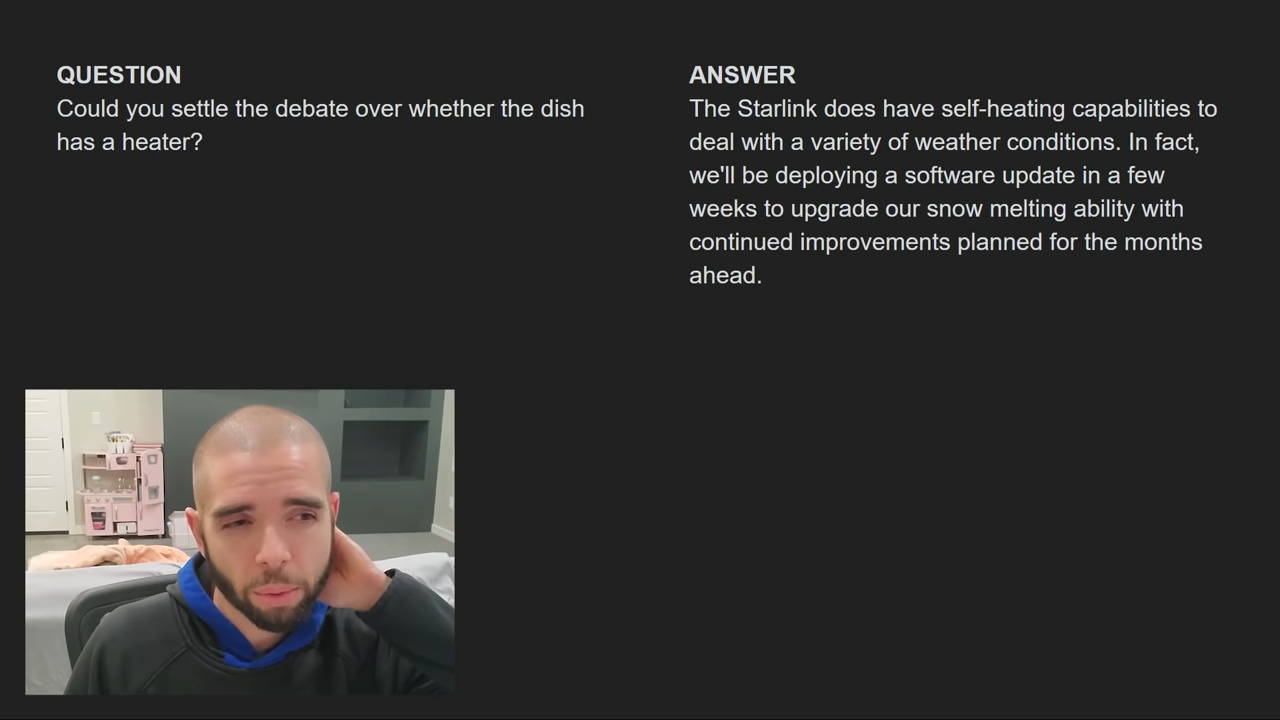 QUESTION
Could you settle the debate over whether the dish
has a heater?
ANSWER
The Starlink does have self-heating capabilities to
deal with a variety of weather conditions. In fact,
we'll be deploying a software update in a few
weeks to upgrade our snow melting ability with
continued improvements planned for the months
ahead.